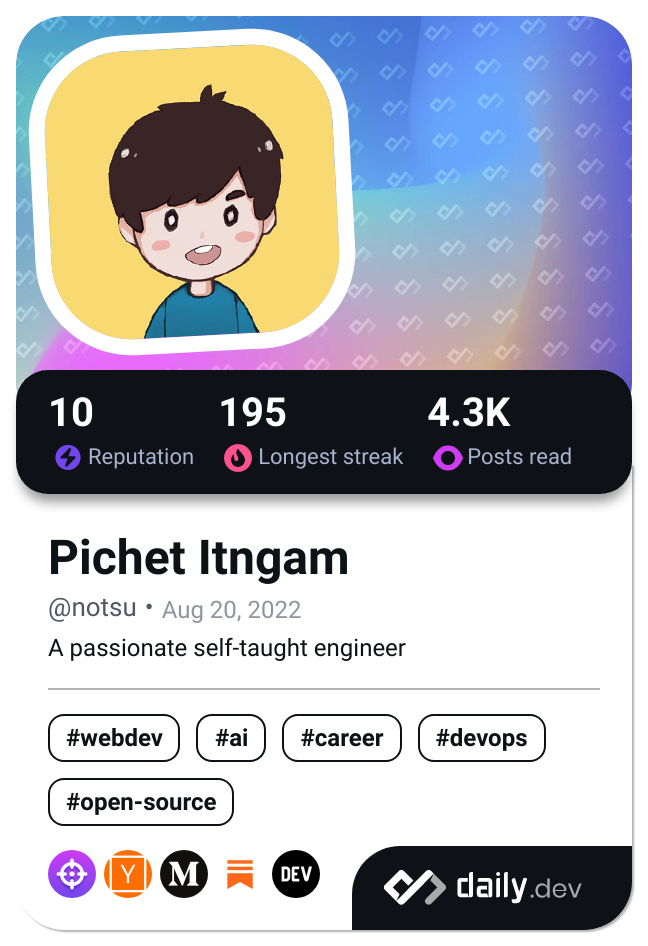 10 195 4.3K
Reputation Longest streak Posts read
Pichet Itngam
@notsu • Aug 20, 2022
A passionate self-taught engineer
#webdev #ai #career #devops
#open-source
Y M DEV
daily.dev